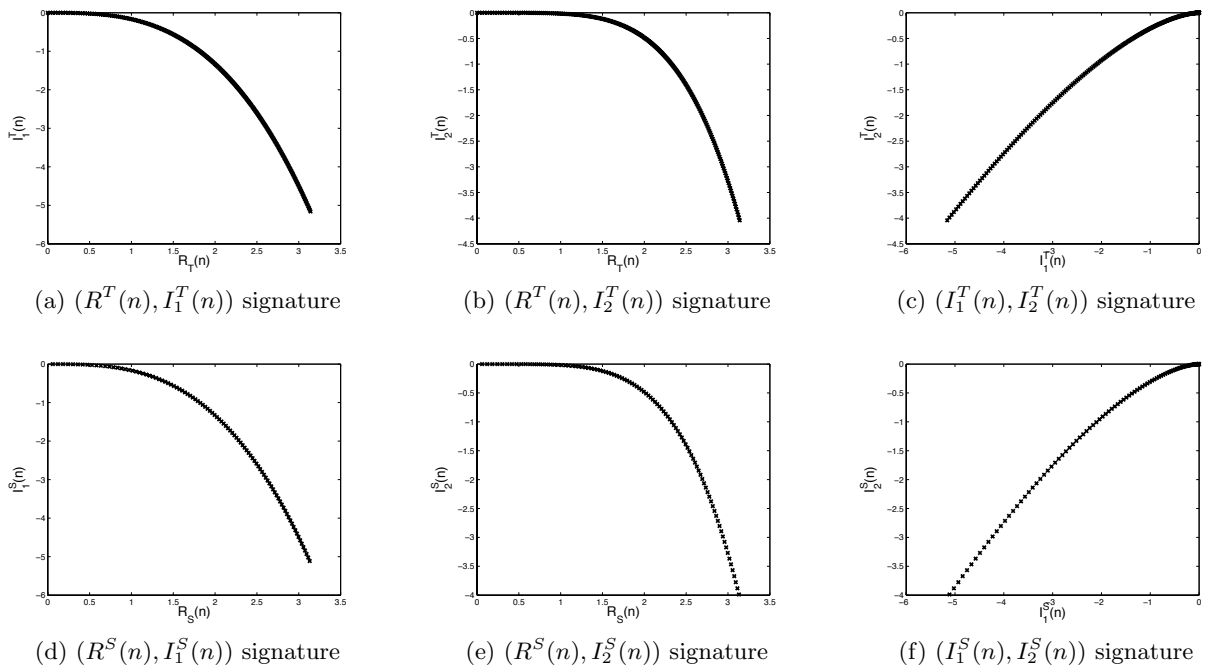 0
−1
−2
−3
−4
−5
−6
0 0.5 1 1.5 2 2.5 3 3.5
I_1^T(n)
R_T(n)
(a) (R^T(n), I_1^T(n)) signature
0
−0.5
−1
−1.5
−2
−2.5
−3
−3.5
−4
−4.5
0 0.5 1 1.5 2 2.5 3 3.5
I_2^T(n)
R_T(n)
(b) (R^T(n), I_2^T(n)) signature
0
−0.5
−1
−1.5
−2
−2.5
−3
−3.5
−4
−4.5
−6 −5 −4 −3 −2 −1 0
I_2^T(n)
I_1^T(n)
(c) (I_1^T(n), I_2^T(n)) signature
0
−1
−2
−3
−4
−5
−6
0 0.5 1 1.5 2 2.5 3 3.5
I_1^S(n)
R_S(n)
(d) (R^S(n), I_1^S(n)) signature
0
−0.5
−1
−1.5
−2
−2.5
−3
−3.5
−4
0 0.5 1 1.5 2 2.5 3 3.5
I_2^S(n)
R_S(n)
(e) (R^S(n), I_2^S(n)) signature
0
−0.5
−1
−1.5
−2
−2.5
−3
−3.5
−4
−6 −5 −4 −3 −2 −1 0
I_2^S(n)
I_1^S(n)
(f) (I_1^S(n), I_2^S(n)) signature